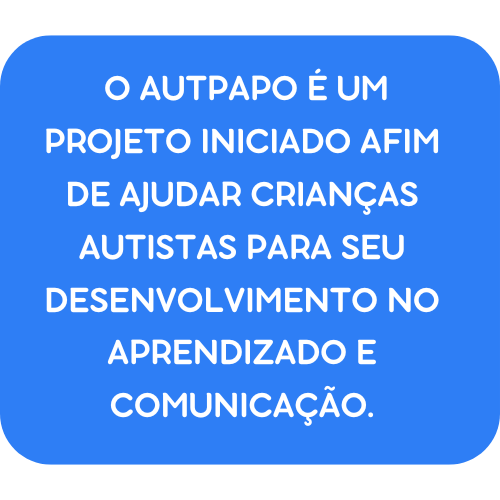 O AUTPAPO É UM
PROJETO INICIADO AFIM
DE AJUDAR CRIANÇAS
AUTISTAS PARA SEU
DESENVOLVIMENTO NO
APRENDIZADO E
COMUNICAÇÃO.